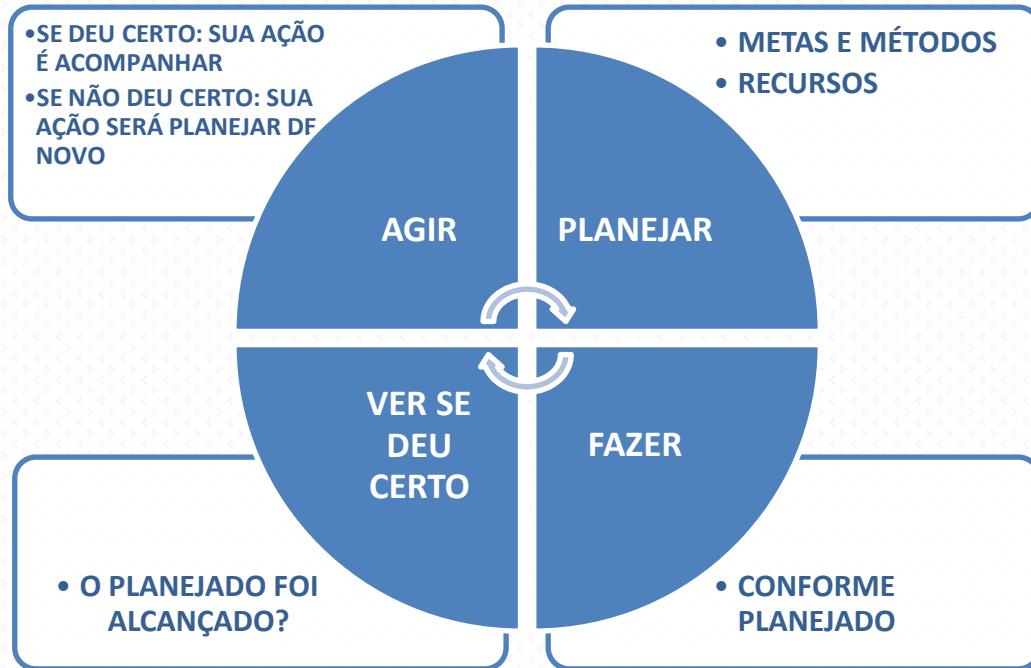 •SE DEU CERTO: SUA AÇÃO
É ACOMPANHAR
•SE NÃO DEU CERTO: SUA
AÇÃO SERÁ PLANEJAR DE
NOVO
• METAS E MÉTODOS
• RECURSOS
AGIR
PLANEJAR
VER SE
DEU
CERTO
FAZER
• O PLANEJADO FOI
ALCANÇADO?
• CONFORME
PLANEJADO